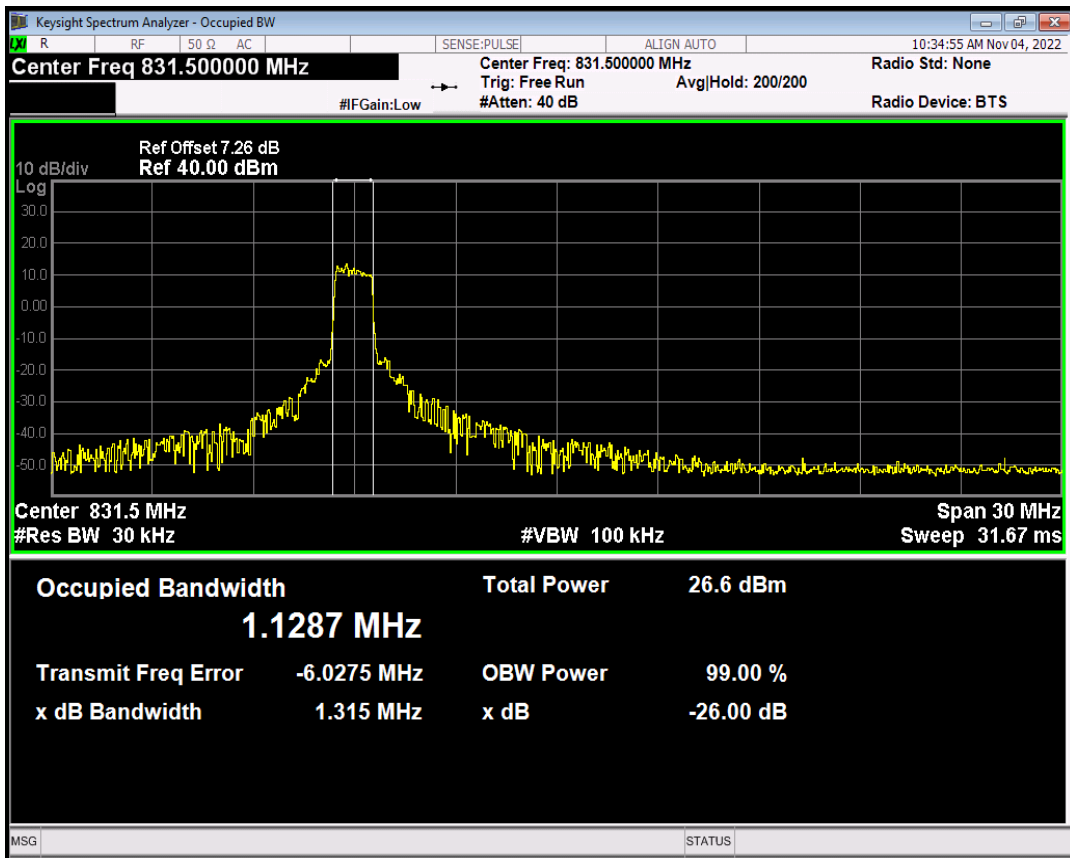 Keysight Spectrum Analyzer - Occupied BW
LXI R RF 50 Ω AC SENSE:PULSE ALIGN AUTO 10:34:55 AM Nov 04, 2022
Center Freq 831.500000 MHz Center Freq: 831.500000 MHz Radio Std: None
Trig: Free Run Avg|Hold: 200/200
#IFGain:Low #Atten: 40 dB Radio Device: BTS
Ref Offset 7.26 dB
10 dB/div Ref 40.00 dBm
Log
30.0
20.0
10.0
0.00
-10.0
-20.0
-30.0
-40.0
-50.0
Center 831.5 MHz Span 30 MHz
#Res BW 30 kHz #VBW 100 kHz Sweep 31.67 ms
Occupied Bandwidth Total Power 26.6 dBm
1.1287 MHz
Transmit Freq Error -6.0275 MHz OBW Power 99.00 %
x dB Bandwidth 1.315 MHz x dB -26.00 dB
MSG STATUS